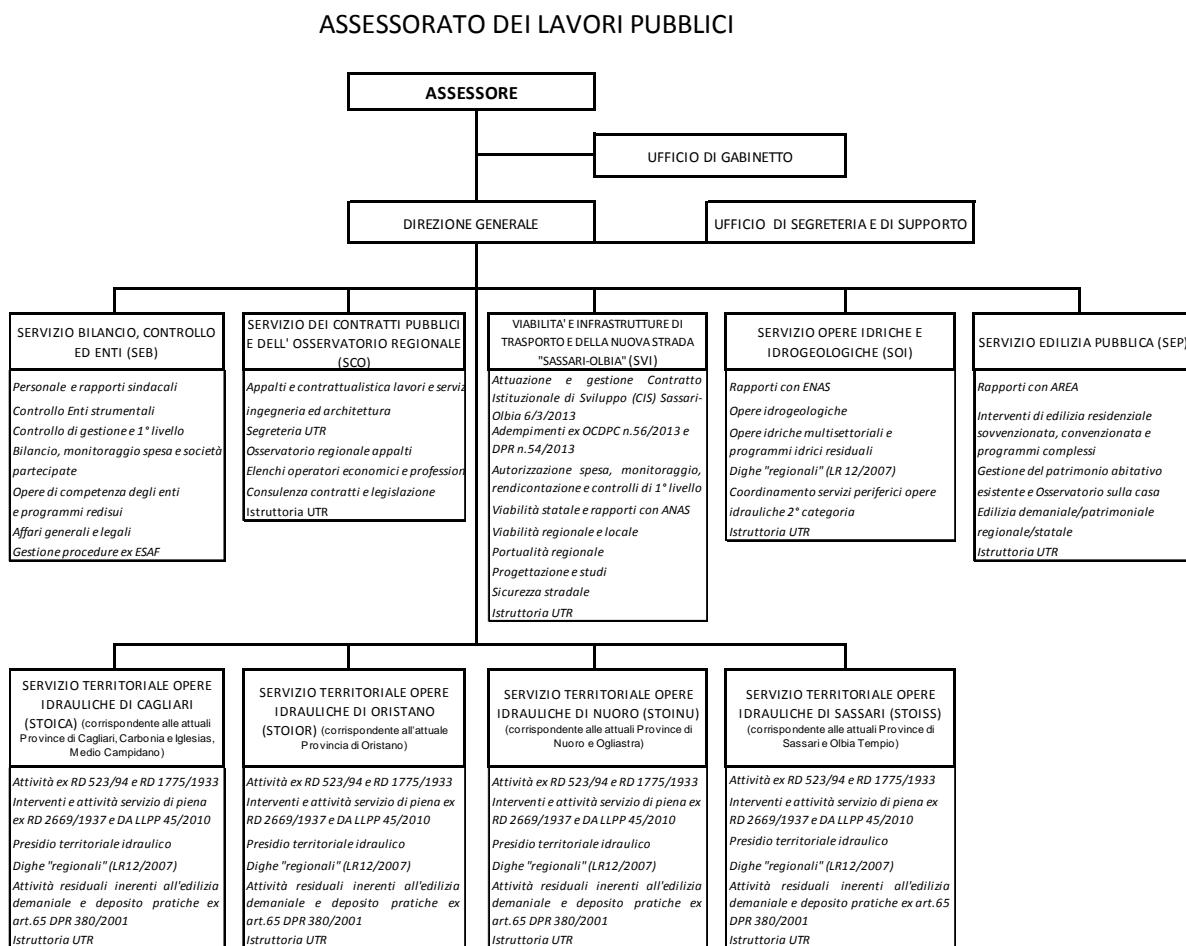 ASSESSORATO DEI LAVORI PUBBLICI
ASSESSORE
UFFICIO DI GABINETTO
DIREZIONE GENERALE
UFFICIO DI SEGRETERIA E DI SUPPORTO
SERVIZIO BILANCIO, CONTROLLO
ED ENTI (SEB)
Personale e rapporti sindacali
Controllo Enti strumentali
Controllo di gestione e 1° livello
Bilancio, monitoraggio spesa e società
partecipate
Opere di competenza degli enti
e programmi redisui
Affari generali e legali
Gestione procedure ex ESAF
SERVIZIO DEI CONTRATTI PUBBLICI
E DELL' OSSERVATORIO REGIONALE
(SCO)
Appalti e contrattualistica lavori e serviz
ingegneria ed architettura
Segreteria UTR
Osservatorio regionale appalti
Elenchi operatori economici e profession
Consulenza contratti e legislazione
Istruttoria UTR
VIABILITA' E INFRASTRUTTURE DI
TRASPORTO E DELLA NUOVA STRADA
"SASSARI-OLBIA" (SVI)
Attuazione e gestione Contratto
Istituzionale di Sviluppo (CIS) Sassari-
Olbia 6/3/2013
Adempimenti ex OCDPC n.56/2013 e
DPR n.54/2013
Autorizzazione spesa, monitoraggio,
rendicontazione e controlli di 1° livello
Viabilità statale e rapporti con ANAS
Viabilità regionale e locale
Portualità regionale
Progettazione e studi
Sicurezza stradale
Istruttoria UTR
SERVIZIO OPERE IDRICHE E
IDROGEOLOGICHE (SOI)
Rapporti con ENAS
Opere idrogeologiche
Opere idriche multisettoriali e
programmi idrici residuali
Dighe "regionali" (LR 12/2007)
Coordinamento servizi periferici opere
idrauliche 2° categoria
Istruttoria UTR
SERVIZIO EDILIZIA PUBBLICA (SEP)
Rapporti con AREA
Interventi di edilizia residenziale
sovvenzionata, convenzionata e
programmi complessi
Gestione del patrimonio abitativo
esistente e Osservatorio sulla casa
Edilizia demaniale/patrimoniale
regionale/statale
Istruttoria UTR
SERVIZIO TERRITORIALE OPERE
IDRAULICHE DI CAGLIARI
(STOICA) (corrispondente alle attuali
Province di Cagliari, Carbonia e Iglesias,
Medio Campidano)
Attività ex RD 523/94 e RD 1775/1933
Interventi e attività servizio di piena
ex RD 2669/1937 e DA LLPP 45/2010
Presidio territoriale idraulico
Dighe "regionali" (LR12/2007)
Attività residuali inerenti all'edilizia
demaniale e deposito pratiche ex
art.65 DPR 380/2001
Istruttoria UTR
SERVIZIO TERRITORIALE OPERE
IDRAULICHE DI ORISTANO
(STOIOR) (corrispondente all'attuale
Provincia di Oristano)
Attività ex RD 523/94 e RD 1775/1933
Interventi e attività servizio di piena ex
RD 2669/1937 e DA LLPP 45/2010
Presidio territoriale idraulico
Dighe "regionali" (LR12/2007)
Attività residuali inerenti all'edilizia
demaniale e deposito pratiche ex
art.65 DPR 380/2001
Istruttoria UTR
SERVIZIO TERRITORIALE OPERE
IDRAULICHE DI NUORO (STOINU)
(corrispondente alle attuali Province di
Nuoro e Ogliastra)
Attività ex RD 523/94 e RD 1775/1933
Interventi e attività servizio di piena ex
RD 2669/1937 e DA LLPP 45/2010
Presidio territoriale idraulico
Dighe "regionali" (LR12/2007)
Attività residuali inerenti all'edilizia
demaniale e deposito pratiche ex
art.65 DPR 380/2001
Istruttoria UTR
SERVIZIO TERRITORIALE OPERE
IDRAULICHE DI SASSARI (STOISS)
(corrispondente alle attuali Province di
Sassari e Olbia Tempio)
Attività ex RD 523/94 e RD 1775/1933
Interventi e attività servizio di piena ex
RD 2669/1937 e DA LLPP 45/2010
Presidio territoriale idraulico
Dighe "regionali" (LR12/2007)
Attività residuali inerenti all'edilizia
demaniale e deposito pratiche ex art.65
DPR 380/2001
Istruttoria UTR